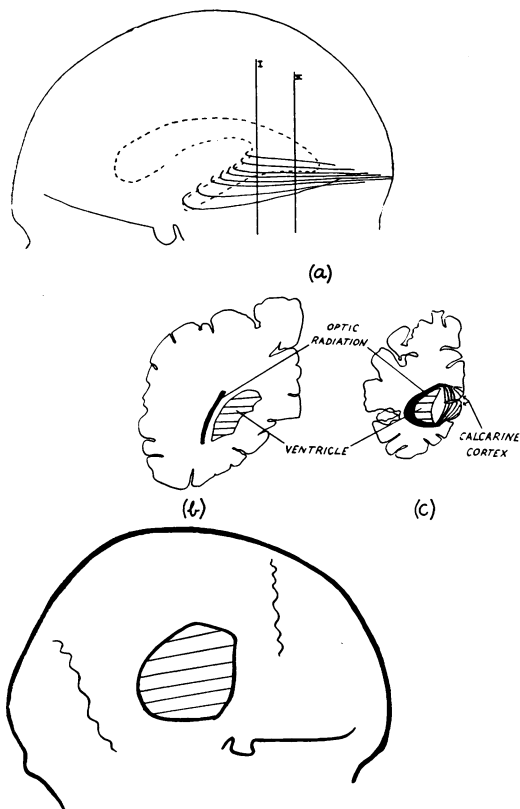 I
II
(a)
OPTIC
RADIATION
VENTRICLE
CALCARINE
CORTEX
(b)
(c)